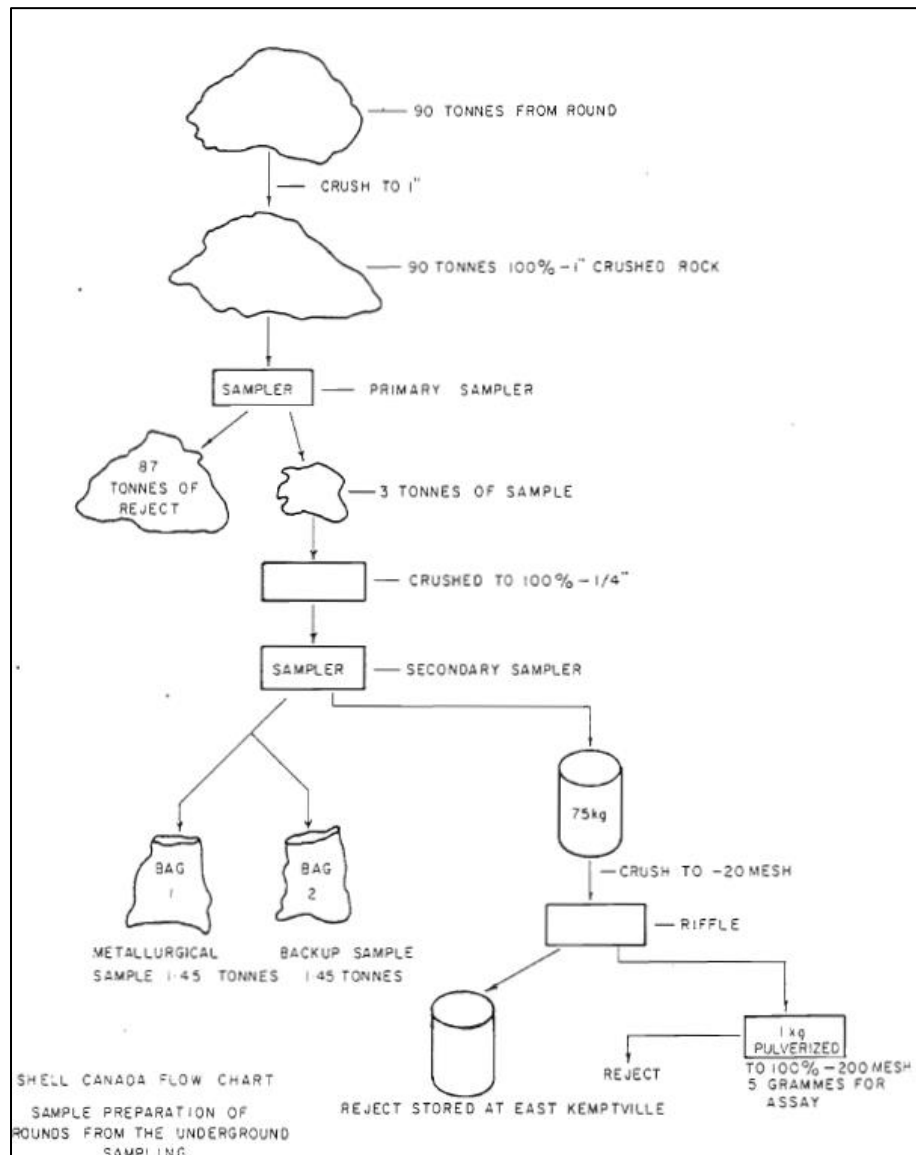 90 TONNES FROM ROUND
CRUSH TO 1"
90 TONNES 100%-1" CRUSHED ROCK
SAMPLER
PRIMARY SAMPLER
87
TONNES OF
REJECT
3 TONNES OF SAMPLE
CRUSHED TO 100%-1/4"
SAMPLER
SECONDARY SAMPLER
75kg
CRUSH TO -20 MESH
BAG
1
BAG
2
RIFFLE
METALLURGICAL
SAMPLE 1·45 TONNES
BACKUP SAMPLE
1·45 TONNES
1 kg
PULVERIZED
TO 100%-200 MESH
5 GRAMMES FOR
ASSAY
REJECT
REJECT STORED AT EAST KEMPTVILLE
SHELL CANADA FLOW CHART
SAMPLE PREPARATION OF
ROUNDS FROM THE UNDERGROUND
SAMPLING